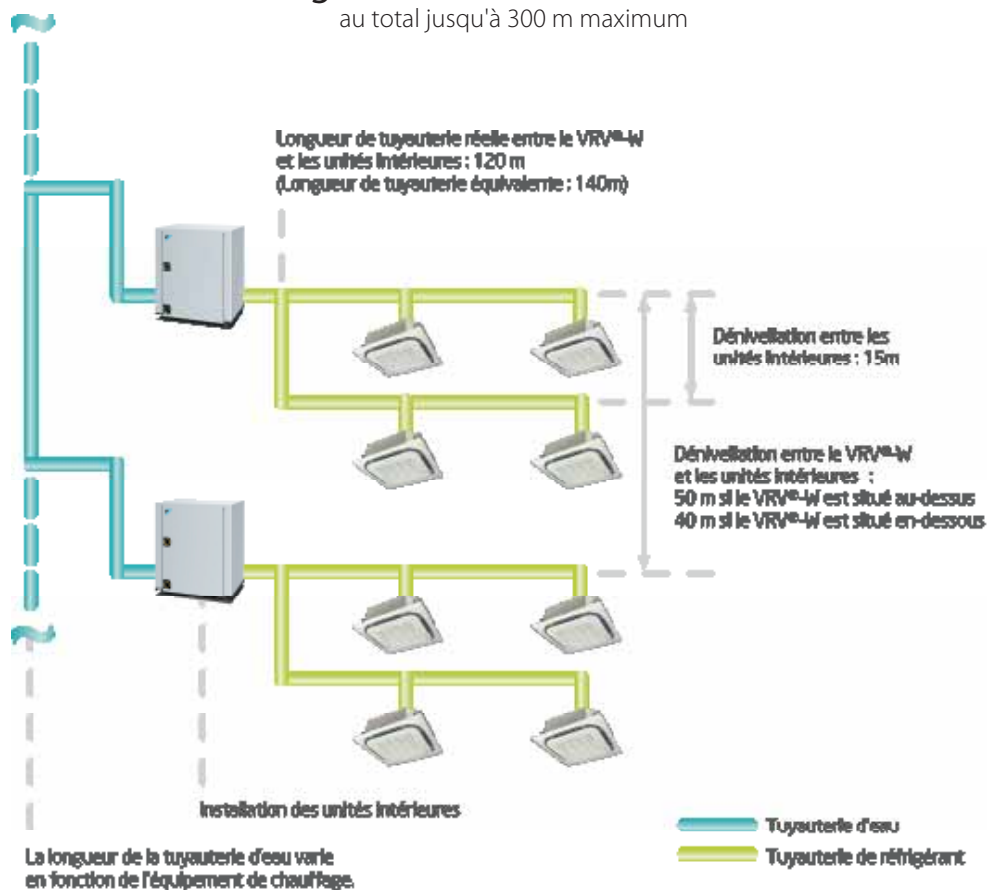 au total jusqu'à 300 m maximum
Longueur de tuyauterie réelle entre le VRV®-W
et les unités intérieures : 120 m
(Longueur de tuyauterie équivalente : 140m)
Dénivellation entre les
unités intérieures : 15m
Dénivellation entre le VRV®-W
et les unités intérieures :
50 m si le VRV®-W est situé au-dessus
40 m si le VRV®-W est situé en-dessous
Installation des unités intérieures
Tuyauterie d'eau
Tuyauterie de réfrigérant
La longueur de la tuyauterie d'eau varie
en fonction de l'équipement de chauffage.